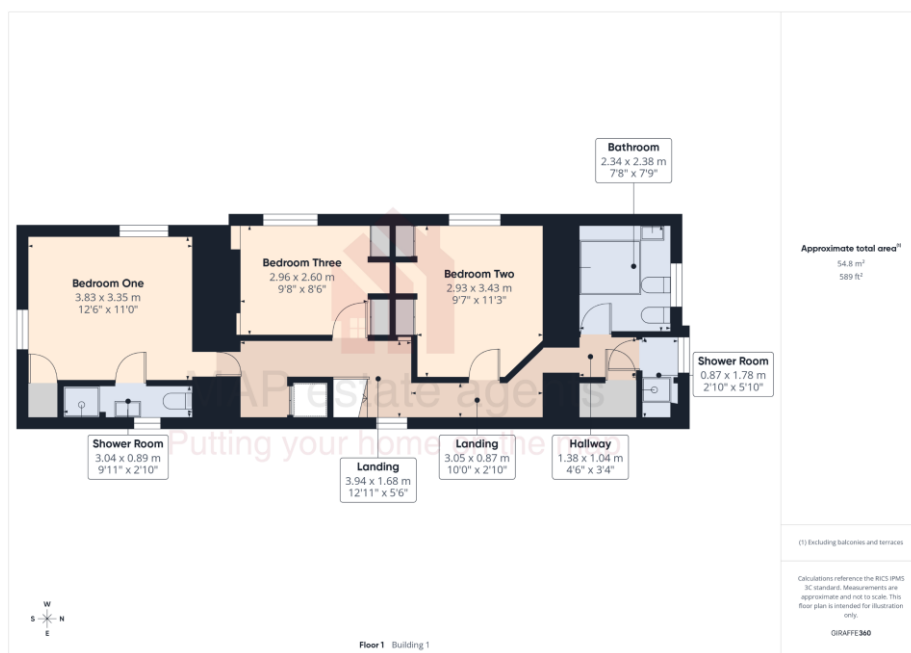 Bathroom
2.34 x 2.38 m
7'8" x 7'9"
Bedroom One
3.83 x 3.35 m
12'6" x 11'0"
Bedroom Three
2.96 x 2.60 m
9'8" x 8'6"
Bedroom Two
2.93 x 3.43 m
9'7" x 11'3"
Shower Room
0.87 x 1.78 m
2'10" x 5'10"
MAP estate agents
Putting your home on the map
Shower Room
3.04 x 0.89 m
9'11" x 2'10"
Landing
3.94 x 1.68 m
12'11" x 5'6"
Landing
3.05 x 0.87 m
10'0" x 2'10"
Hallway
1.38 x 1.04 m
4'6" x 3'4"
Approximate total area(1)
54.8 m²
589 ft²
(1) Excluding balconies and terraces
Calculations reference the RICS IPMS
3C standard. Measurements are
approximate and not to scale. This
floor plan is intended for illustration
only.
GIRAFFE360
W
S N
E
Floor 1 Building 1